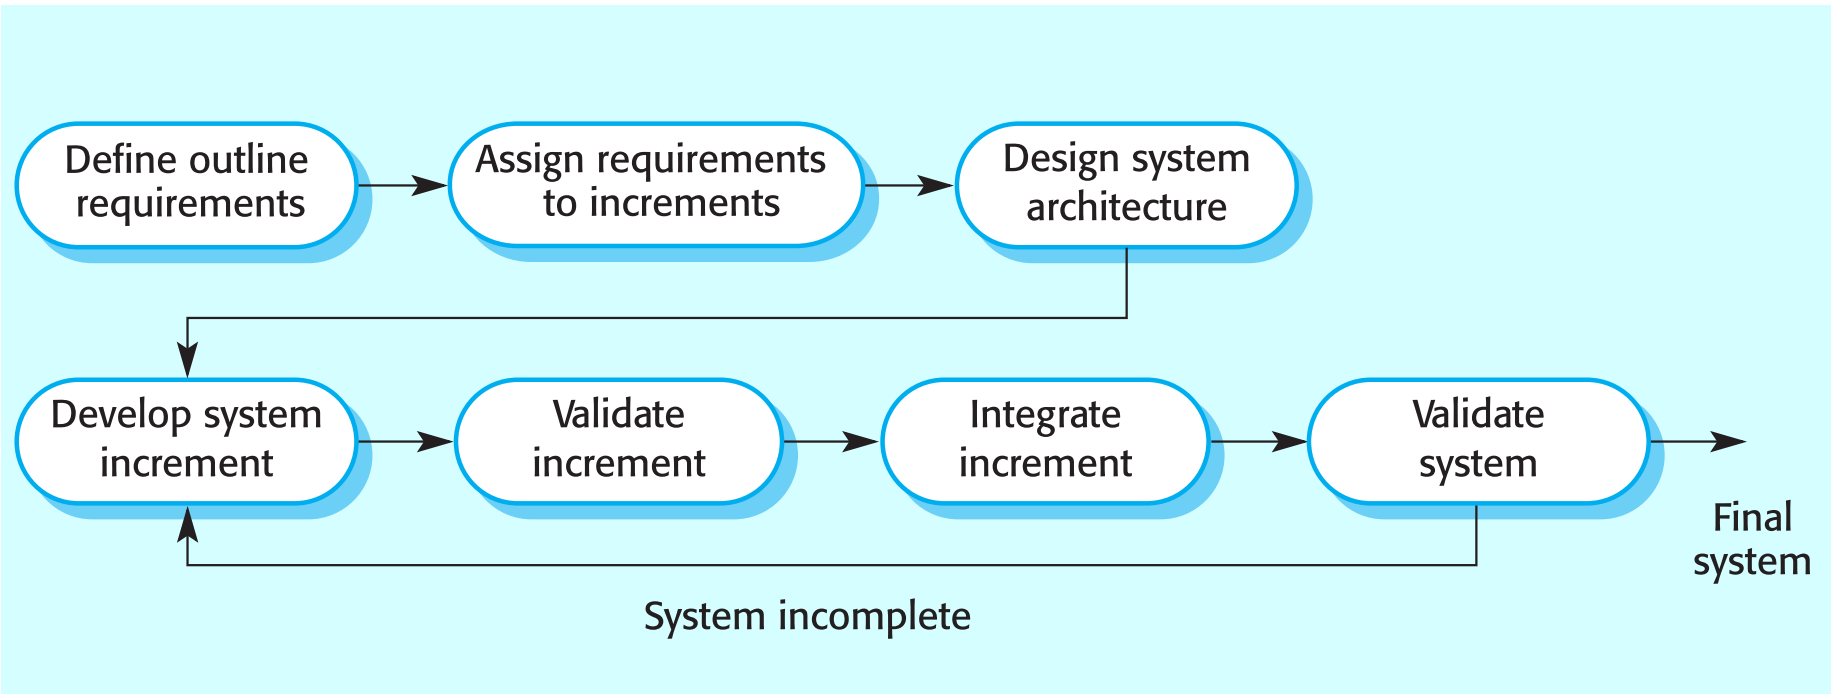 Define outline
requirements
Assign requirements
to increments
Design system
architecture
Develop system
increment
Validate
increment
Integrate
increment
Validate
system
Final
system
System incomplete